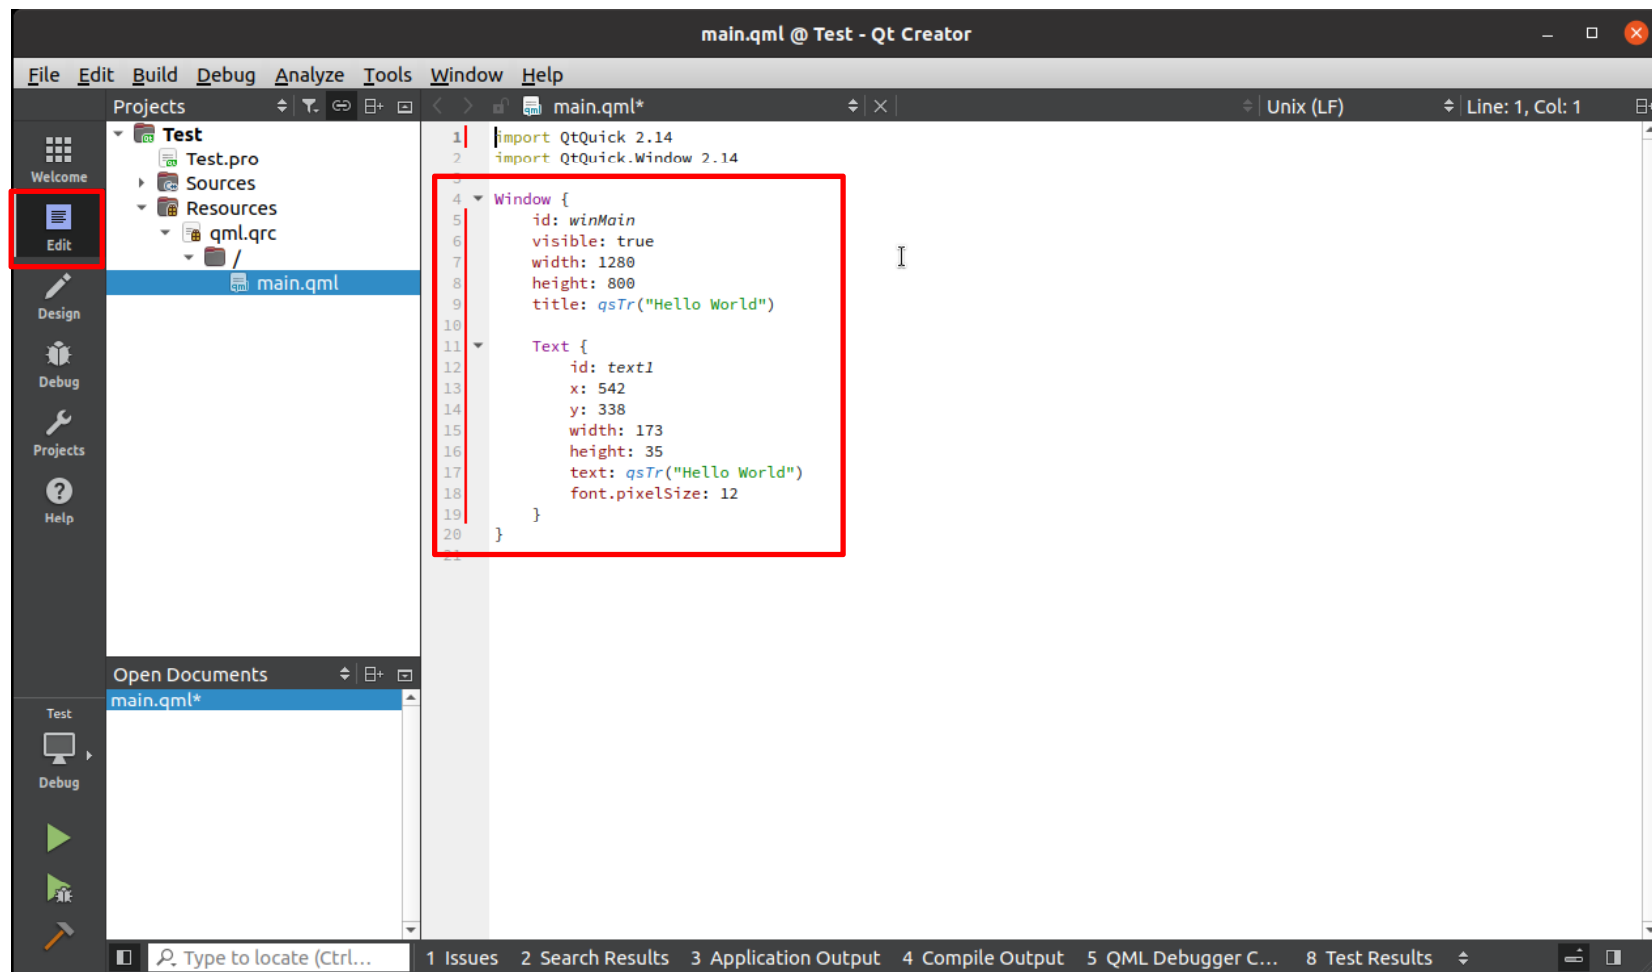 main.qml @ Test - Qt Creator
File Edit Build Debug Analyze Tools Window Help
Projects
main.qml*
Unix (LF)
Line: 1, Col: 1
Welcome
Edit
Design
Debug
Projects
Help
Test
Debug
Test
Test.pro
Sources
Resources
qml.qrc
/
main.qml
Open Documents
main.qml*
1 import QtQuick 2.14
2 import QtQuick.Window 2.14
3
4 Window {
5 id: winMain
6 visible: true
7 width: 1280
8 height: 800
9 title: qsTr("Hello World")
10
11 Text {
12 id: text1
13 x: 542
14 y: 338
15 width: 173
16 height: 35
17 text: qsTr("Hello World")
18 font.pixelSize: 12
19 }
20 }
21
Type to locate (Ctrl...
1 Issues 2 Search Results 3 Application Output 4 Compile Output 5 QML Debugger C... 8 Test Results